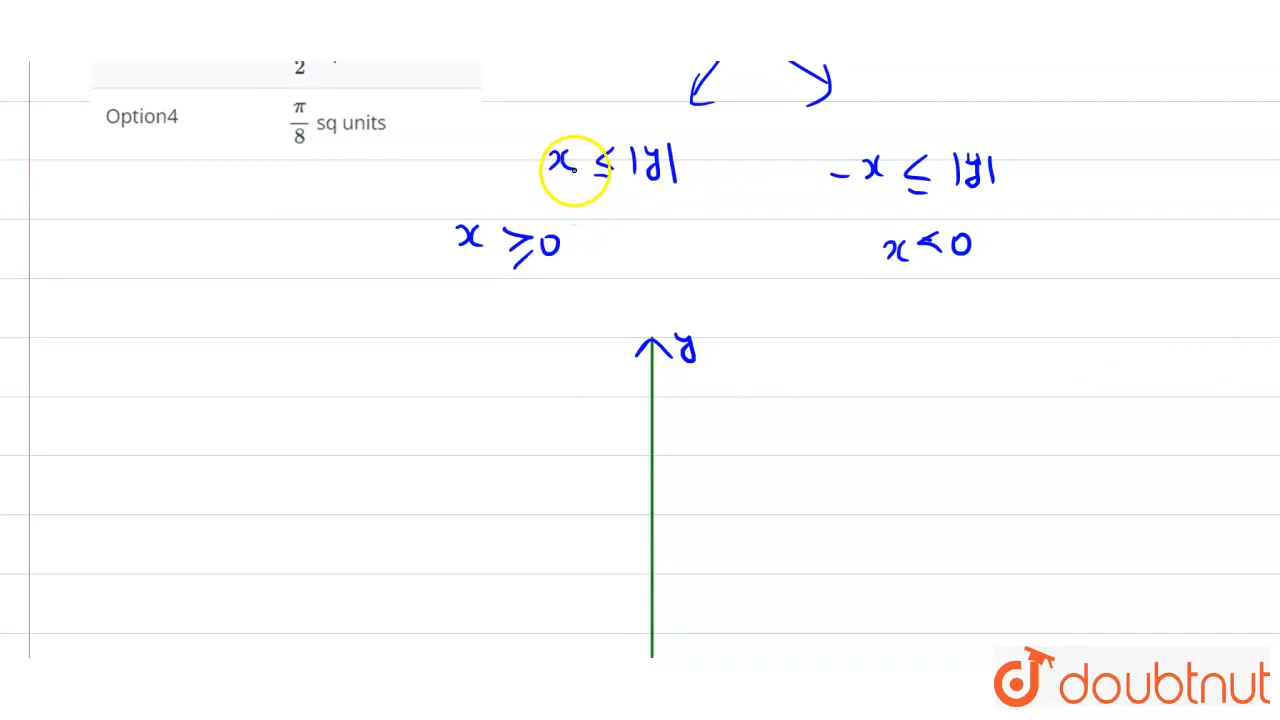 2
Option4 π/8 sq units
x ≤ |y| -x ≤ |y|
x ≥ 0 x < 0
y
doubtnut